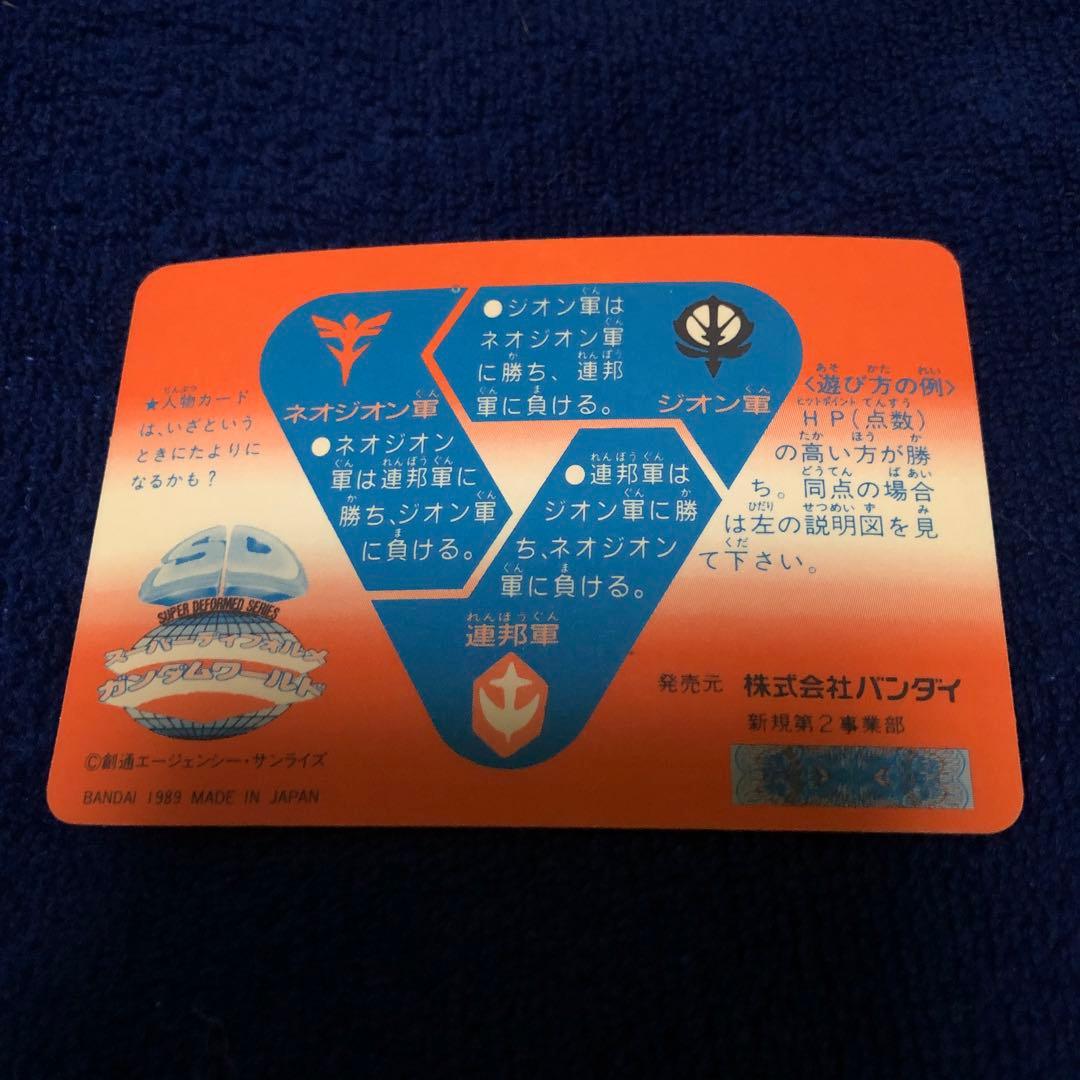 ●ジオン軍は
ネオジオン軍
に勝ち、連邦
軍に負ける。
ネオジオン軍
●ネオジオン
軍は連邦軍に
勝ち、ジオン軍
に負ける。
ジオン軍
●連邦軍は
ジオン軍に勝
ち、ネオジオン
軍に負ける。
連邦軍
★人物カード
は、いざという
ときにたよりに
なるかも?
〈遊び方の例〉
HP(点数)
の高い方が勝
ち。同点の場合
は左の説明図を見
て下さい。
SD
SUPER DEFORMED SERIES
スーパーディフォルメ
ガンダムワールド
©創通エージェンシー・サンライズ
BANDAI 1989 MADE IN JAPAN
発売元 株式会社バンダイ
新規第2事業部